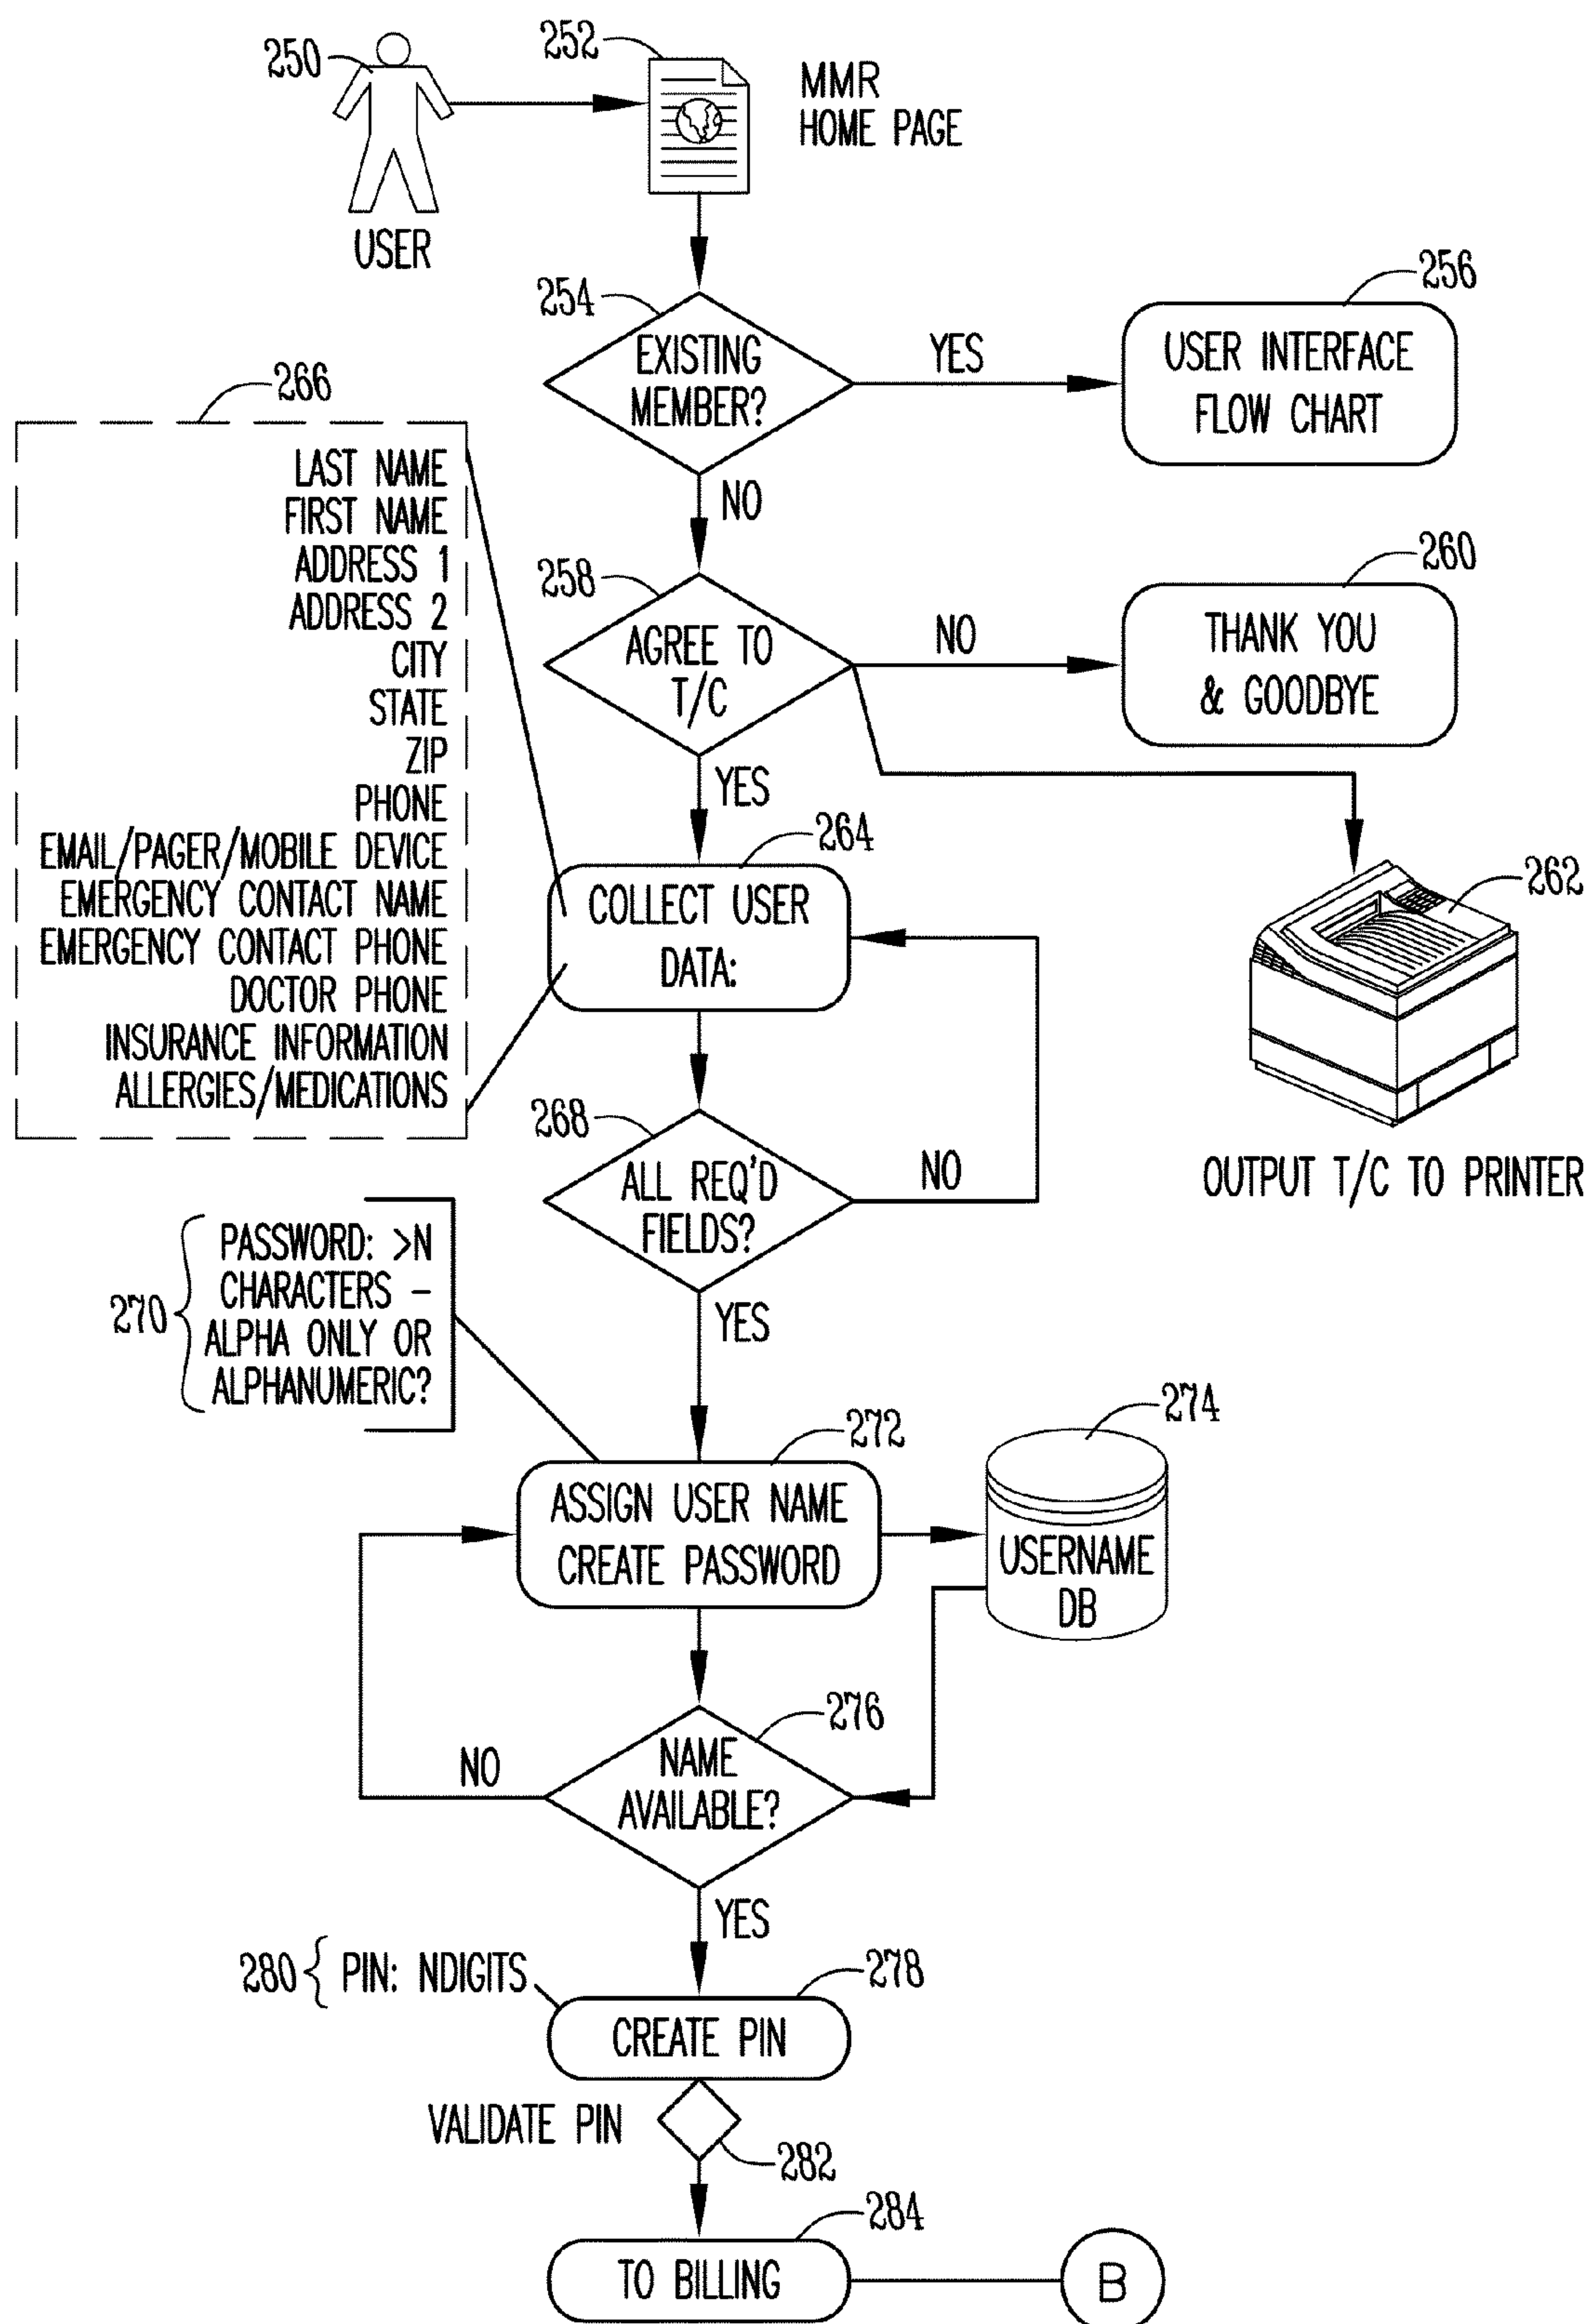 250
252
MMR
HOME PAGE
USER
254
256
EXISTING
MEMBER?
YES
USER INTERFACE
FLOW CHART
266
NO
LAST NAME
FIRST NAME
ADDRESS 1
ADDRESS 2
CITY
STATE
ZIP
PHONE
EMAIL/PAGER/MOBILE DEVICE
EMERGENCY CONTACT NAME
EMERGENCY CONTACT PHONE
DOCTOR PHONE
INSURANCE INFORMATION
ALLERGIES/MEDICATIONS
258
260
AGREE TO
T/C
NO
THANK YOU
& GOODBYE
YES
264
262
COLLECT USER
DATA:
268
ALL REQ'D
FIELDS?
NO
OUTPUT T/C TO PRINTER
270
PASSWORD: >N
CHARACTERS –
ALPHA ONLY OR
ALPHANUMERIC?
YES
272
274
ASSIGN USER NAME
CREATE PASSWORD
USERNAME
DB
276
NAME
AVAILABLE?
NO
YES
280
PIN: NDIGITS
278
CREATE PIN
VALIDATE PIN
282
284
TO BILLING
B